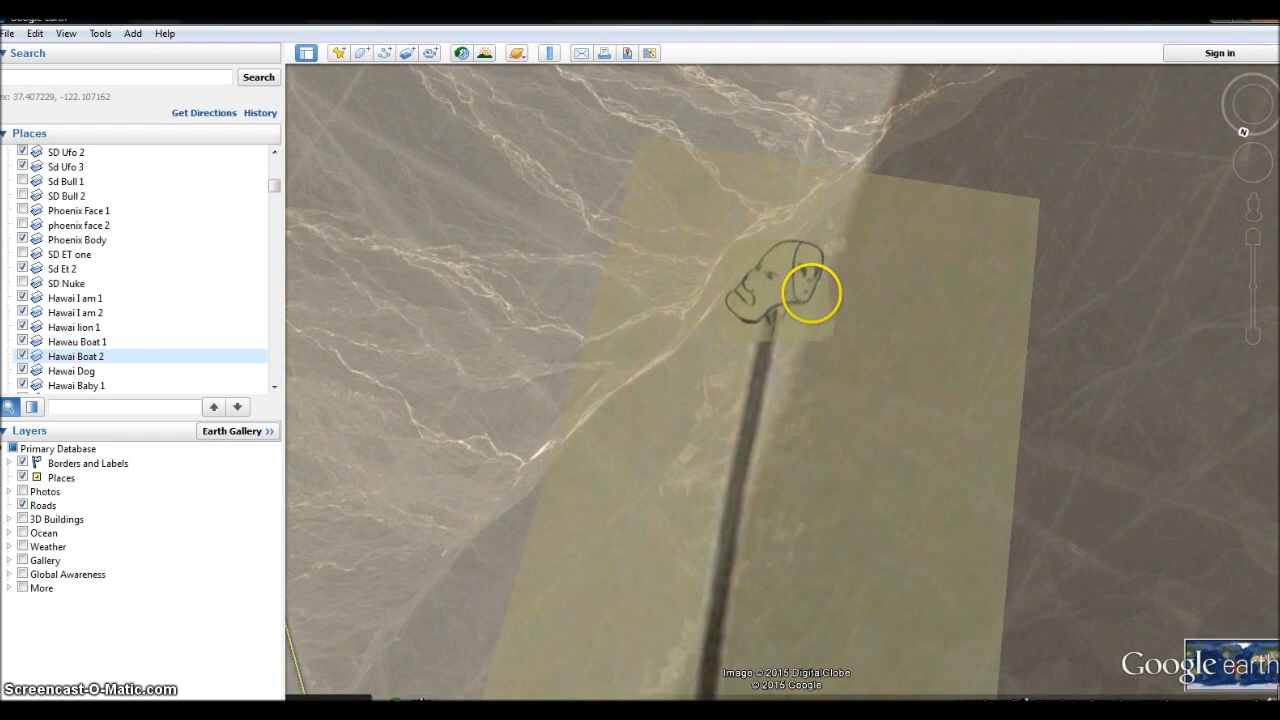 Google Earth
File Edit View Tools Add Help
Search
Sign in
Search
ex: 37.407229, -122.107162
Get Directions History
Places
SD Ufo 2
Sd Ufo 3
Sd Bull 1
SD Bull 2
Phoenix Face 1
phoenix face 2
Phoenix Body
SD ET one
Sd Et 2
SD Nuke
Hawai I am 1
Hawai I am 2
Hawai lion 1
Hawau Boat 1
Hawai Boat 2
Hawai Dog
Hawai Baby 1
Layers
Earth Gallery >>
Primary Database
Borders and Labels
Places
Photos
Roads
3D Buildings
Ocean
Weather
Gallery
Global Awareness
More
N
Image © 2015 DigitalGlobe
© 2015 Google
Google earth
Screencast-O-Matic.com